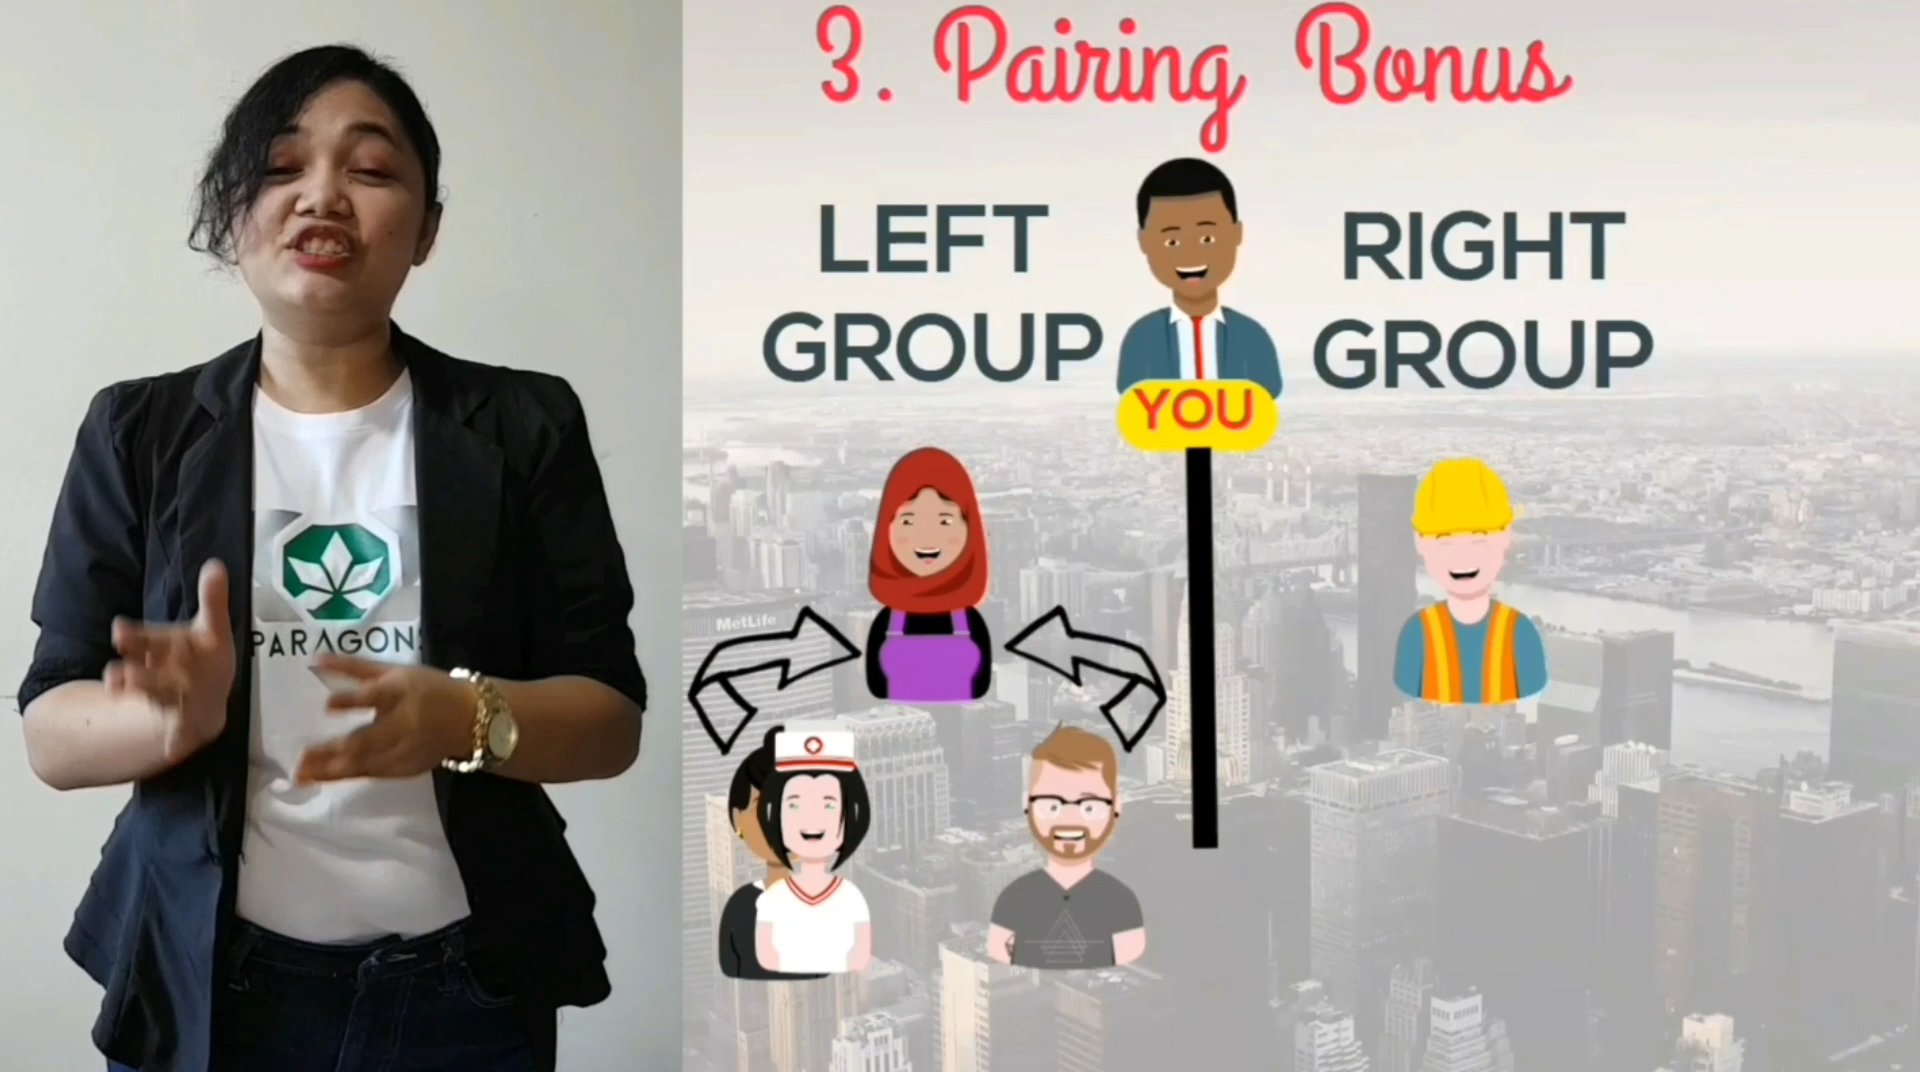 3. Pairing Bonus
LEFT
GROUP
RIGHT
GROUP
YOU
MetLife
PARAGONS